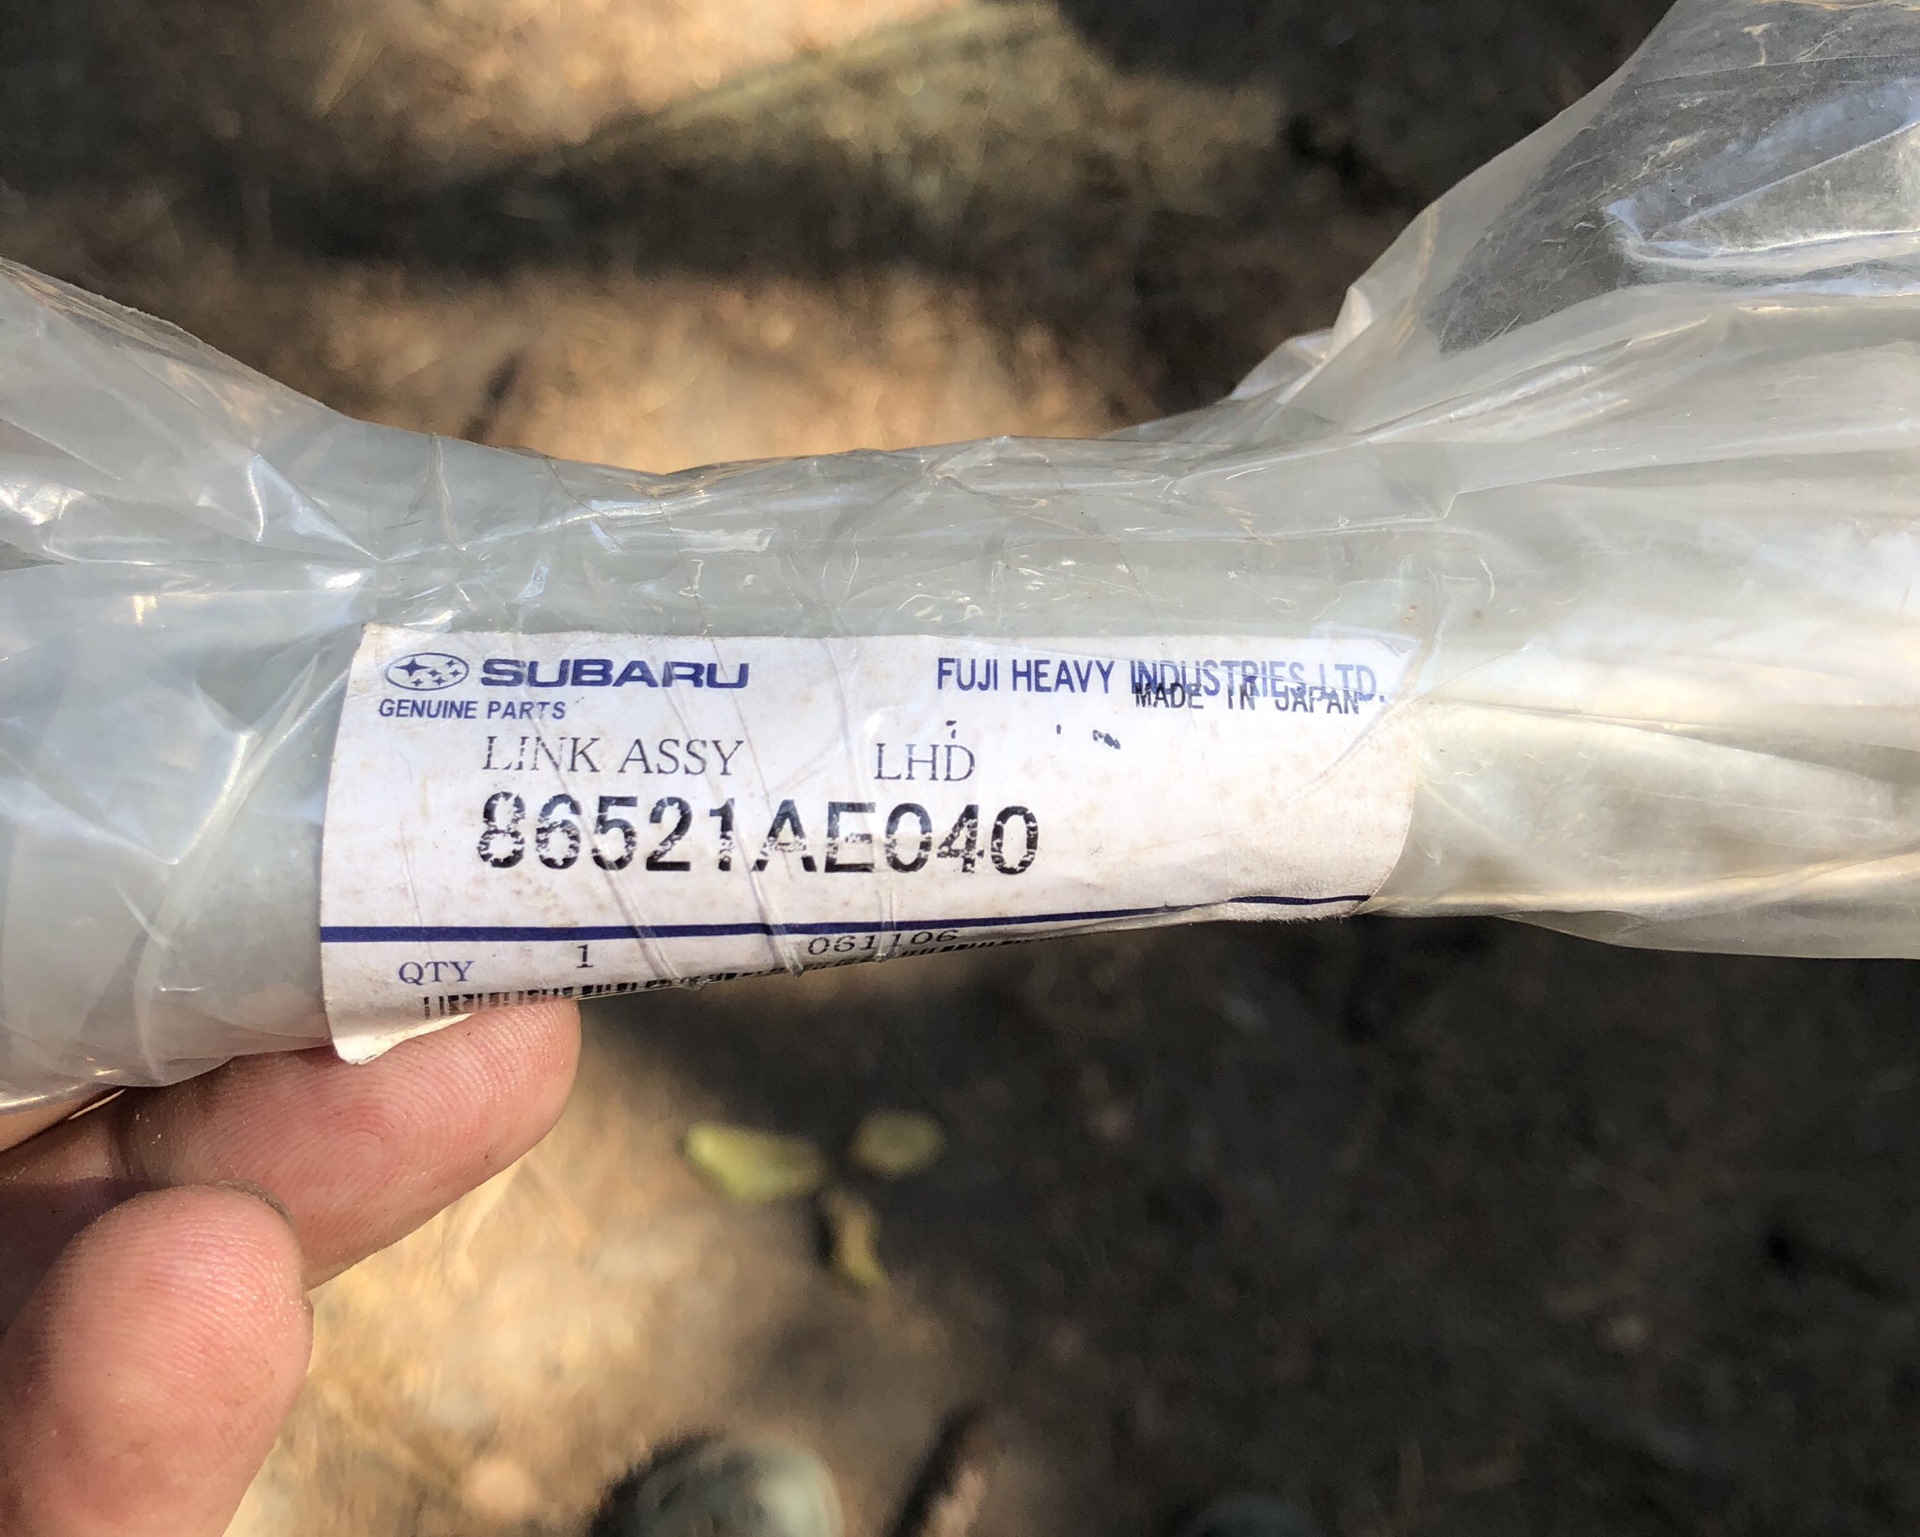 SUBARU
FUJI HEAVY INDUSTRIES LTD.
MADE IN JAPAN
GENUINE PARTS
LINK ASSY LHD
86521AE040
QTY 1 061106